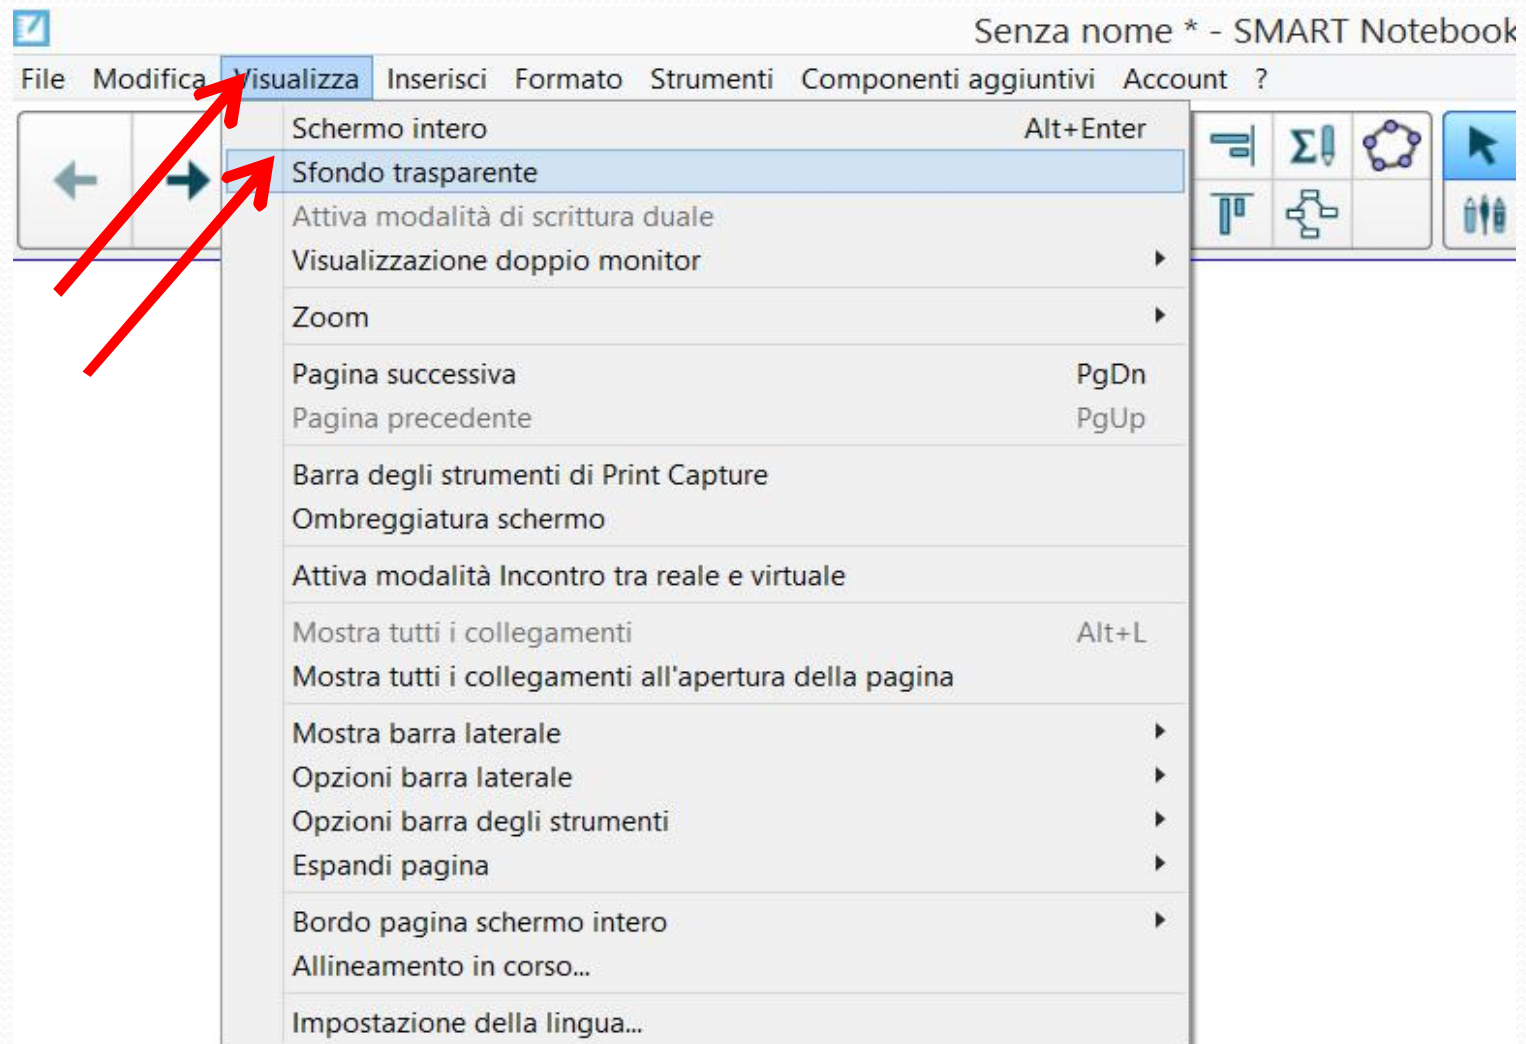 Senza nome * - SMART Notebook
File Modifica Visualizza Inserisci Formato Strumenti Componenti aggiuntivi Account ?
Schermo intero Alt+Enter
Sfondo trasparente
Attiva modalità di scrittura duale
Visualizzazione doppio monitor
Zoom
Pagina successiva PgDn
Pagina precedente PgUp
Barra degli strumenti di Print Capture
Ombreggiatura schermo
Attiva modalità Incontro tra reale e virtuale
Mostra tutti i collegamenti Alt+L
Mostra tutti i collegamenti all'apertura della pagina
Mostra barra laterale
Opzioni barra laterale
Opzioni barra degli strumenti
Espandi pagina
Bordo pagina schermo intero
Allineamento in corso...
Impostazione della lingua...